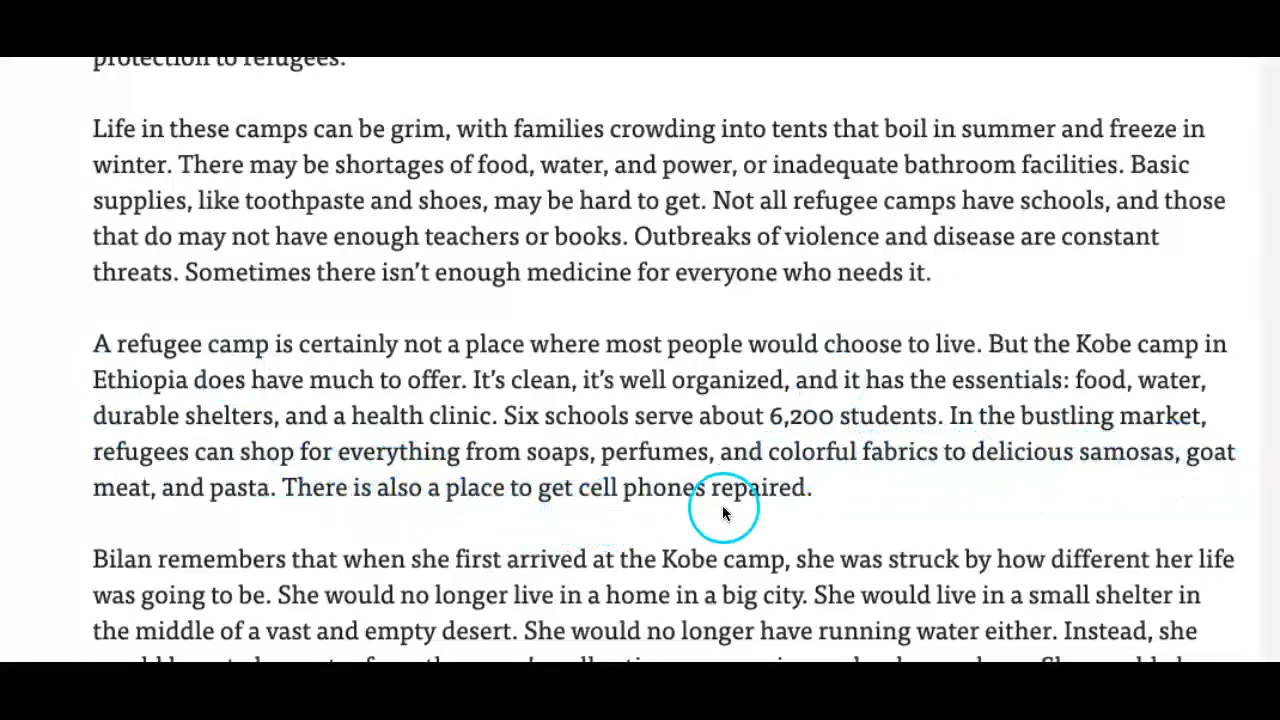 protection to refugees.
Life in these camps can be grim, with families crowding into tents that boil in summer and freeze in
winter. There may be shortages of food, water, and power, or inadequate bathroom facilities. Basic
supplies, like toothpaste and shoes, may be hard to get. Not all refugee camps have schools, and those
that do may not have enough teachers or books. Outbreaks of violence and disease are constant
threats. Sometimes there isn’t enough medicine for everyone who needs it.
A refugee camp is certainly not a place where most people would choose to live. But the Kobe camp in
Ethiopia does have much to offer. It’s clean, it’s well organized, and it has the essentials: food, water,
durable shelters, and a health clinic. Six schools serve about 6,200 students. In the bustling market,
refugees can shop for everything from soaps, perfumes, and colorful fabrics to delicious samosas, goat
meat, and pasta. There is also a place to get cell phones repaired.
Bilan remembers that when she first arrived at the Kobe camp, she was struck by how different her life
was going to be. She would no longer live in a home in a big city. She would live in a small shelter in
the middle of a vast and empty desert. She would no longer have running water either. Instead, she